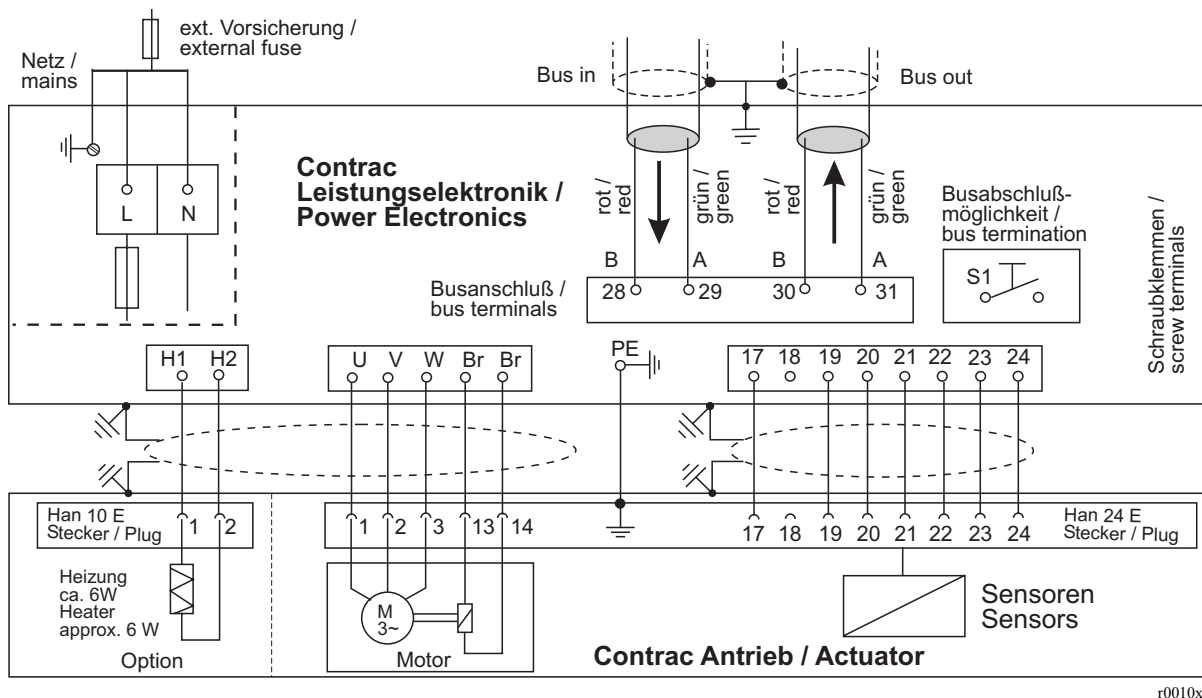 ext. Vorsicherung /
external fuse
Netz /
mains
Bus in
Bus out
L N
Contrac
Leistungselektronik /
Power Electronics
rot /
red
grün /
green
rot /
red
grün /
green
Busabschluß-
möglichkeit /
bus termination
S1
Schraubklemmen /
screw terminals
B A B A
Busanschluß /
bus terminals
28 29 30 31
H1 H2
U V W Br Br
PE
17 18 19 20 21 22 23 24
Han 10 E
Stecker / Plug
1 2
1 2 3 13 14
17 18 19 20 21 22 23 24
Han 24 E
Stecker / Plug
Heizung
ca. 6W
Heater
approx. 6 W
Option
M
3~
Motor
Sensoren
Sensors
Contrac Antrieb / Actuator
r0010x